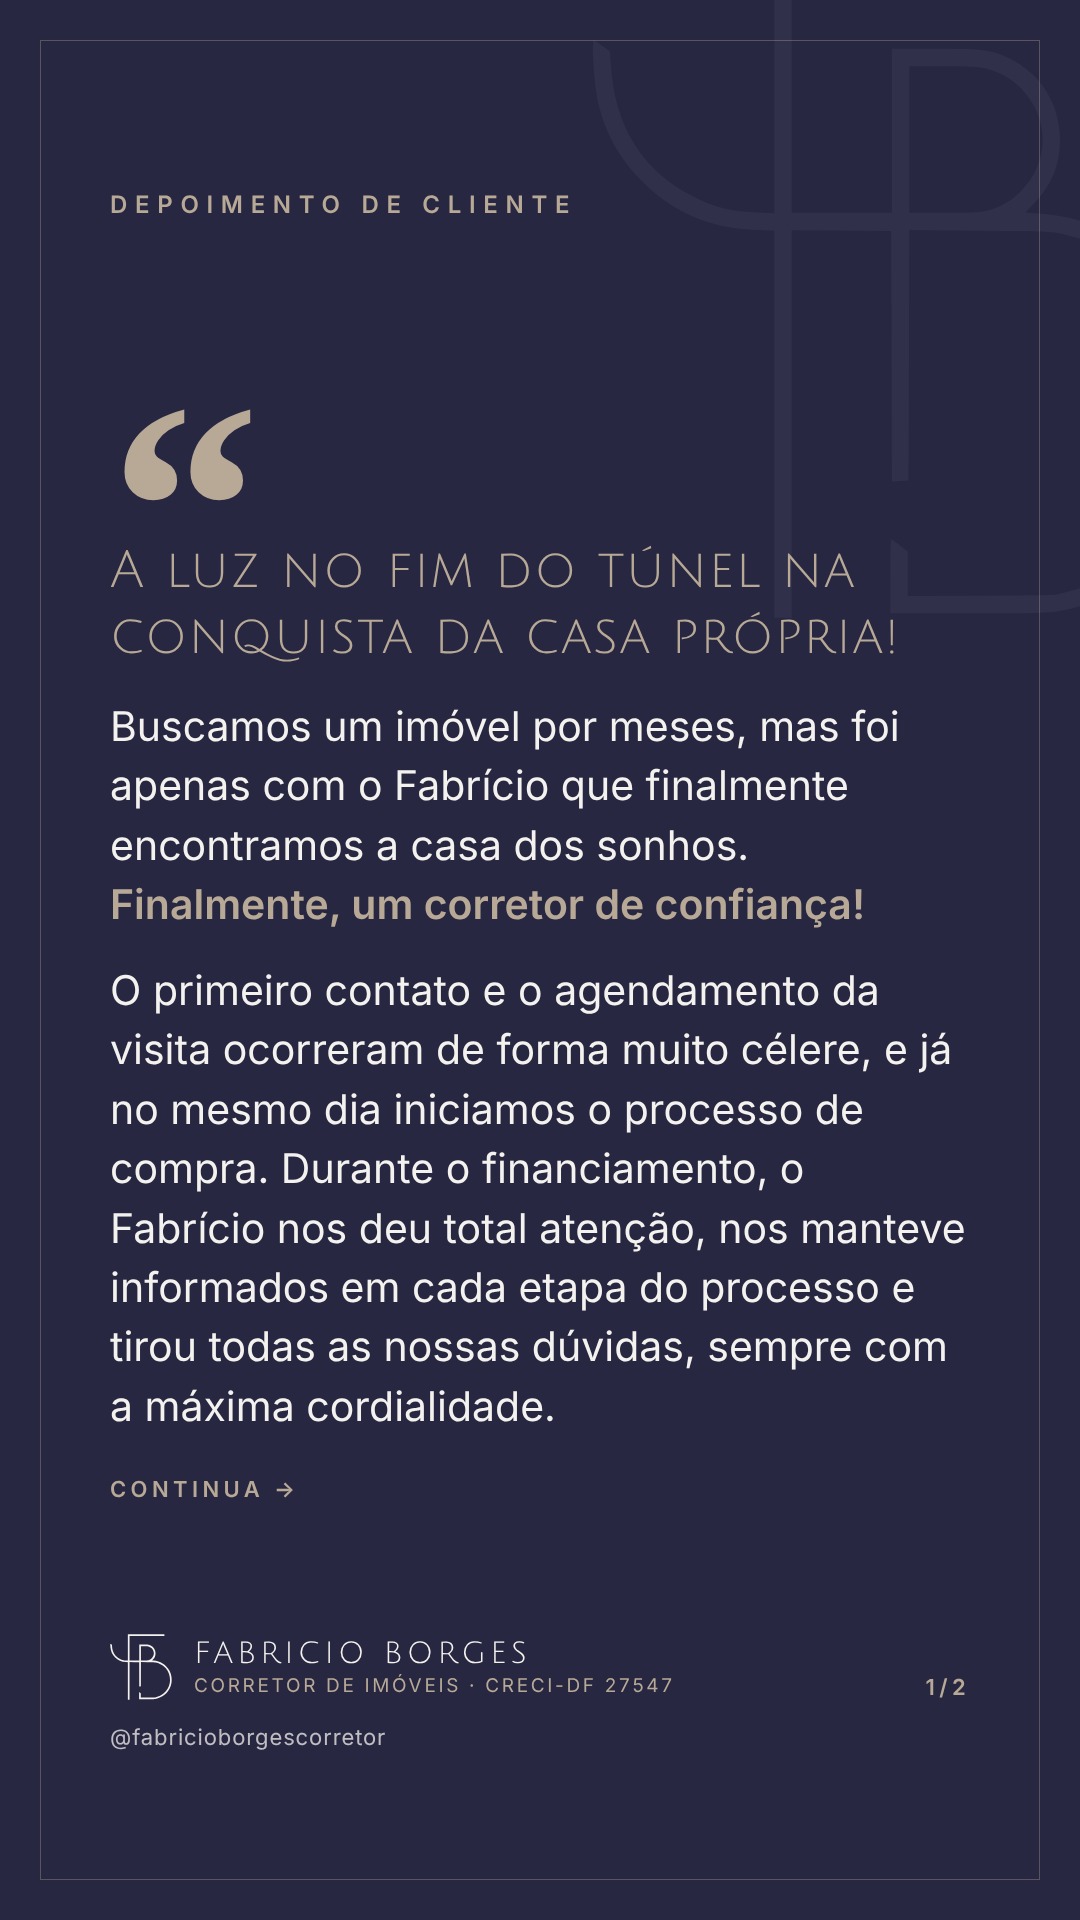 DEPOIMENTO DE CLIENTE
“
A LUZ NO FIM DO TÚNEL NA
CONQUISTA DA CASA PRÓPRIA!
Buscamos um imóvel por meses, mas foi
apenas com o Fabrício que finalmente
encontramos a casa dos sonhos.
Finalmente, um corretor de confiança!
O primeiro contato e o agendamento da
visita ocorreram de forma muito célere, e já
no mesmo dia iniciamos o processo de
compra. Durante o financiamento, o
Fabrício nos deu total atenção, nos manteve
informados em cada etapa do processo e
tirou todas as nossas dúvidas, sempre com
a máxima cordialidade.
CONTINUA →
FABRICIO BORGES
CORRETOR DE IMÓVEIS · CRECI-DF 27547
1/2
@fabricioborgescorretor